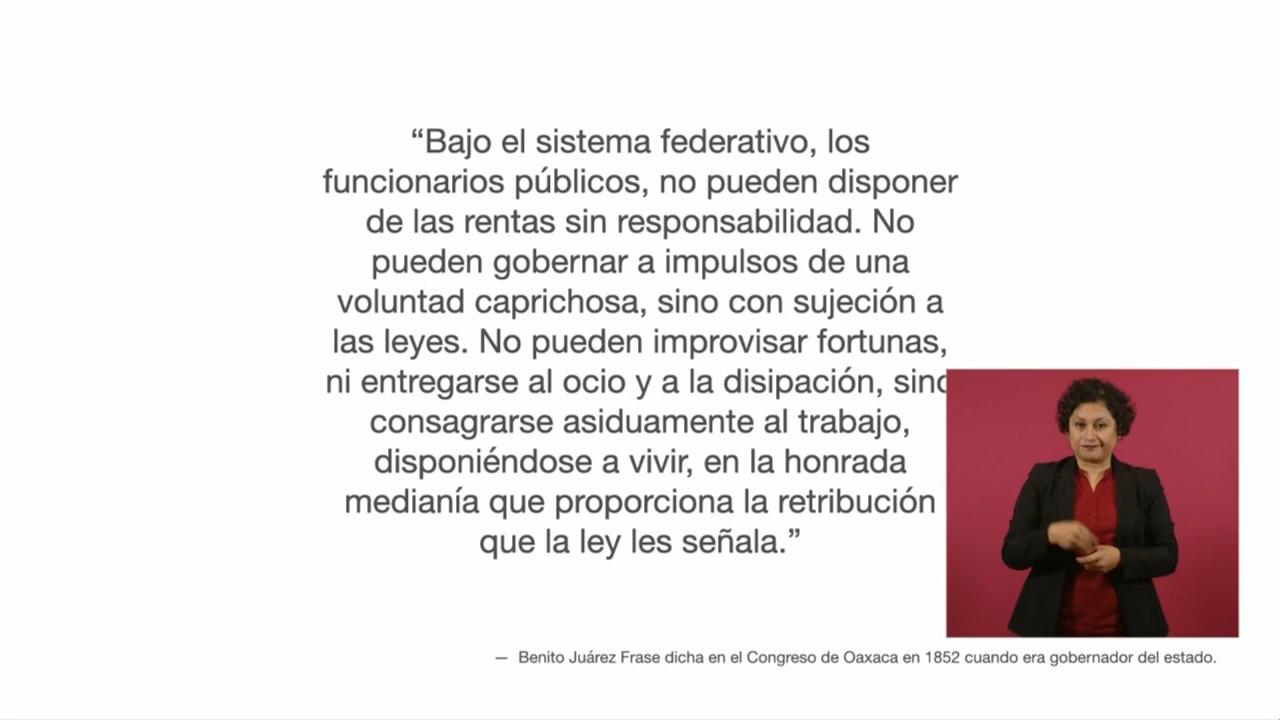 “Bajo el sistema federativo, los
funcionarios públicos, no pueden disponer
de las rentas sin responsabilidad. No
pueden gobernar a impulsos de una
voluntad caprichosa, sino con sujeción a
las leyes. No pueden improvisar fortunas,
ni entregarse al ocio y a la disipación, sino
consagrarse asiduamente al trabajo,
disponiéndose a vivir, en la honrada
medianía que proporciona la retribución
que la ley les señala.”
— Benito Juárez Frase dicha en el Congreso de Oaxaca en 1852 cuando era gobernador del estado.